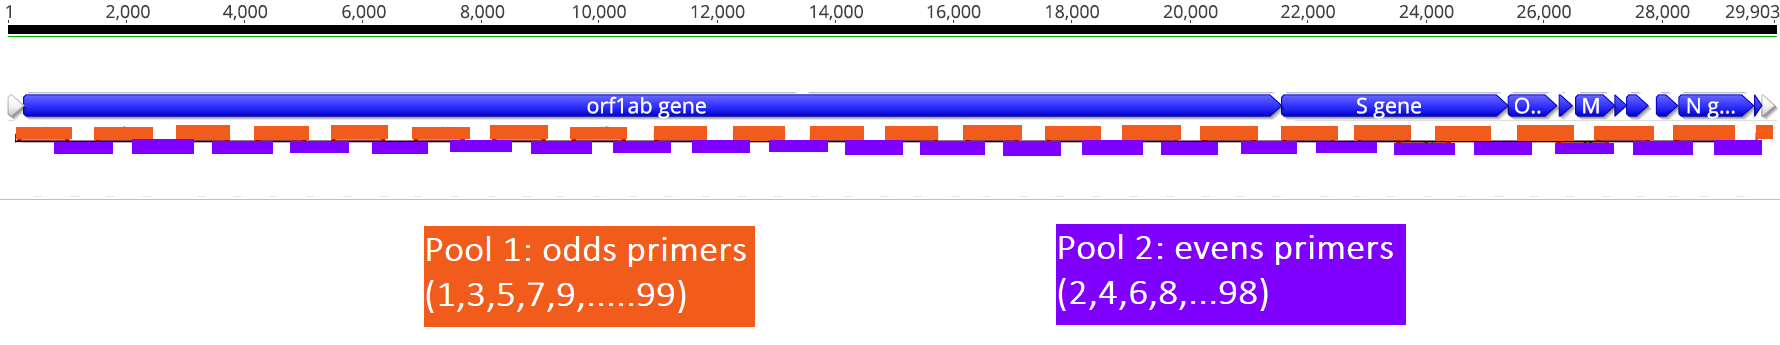 1 2,000 4,000 6,000 8,000 10,000 12,000 14,000 16,000 18,000 20,000 22,000 24,000 26,000 28,000 29,903
orf1ab gene S gene O.. M N g...
Pool 1: odds primers
(1,3,5,7,9,.....99)
Pool 2: evens primers
(2,4,6,8,...98)